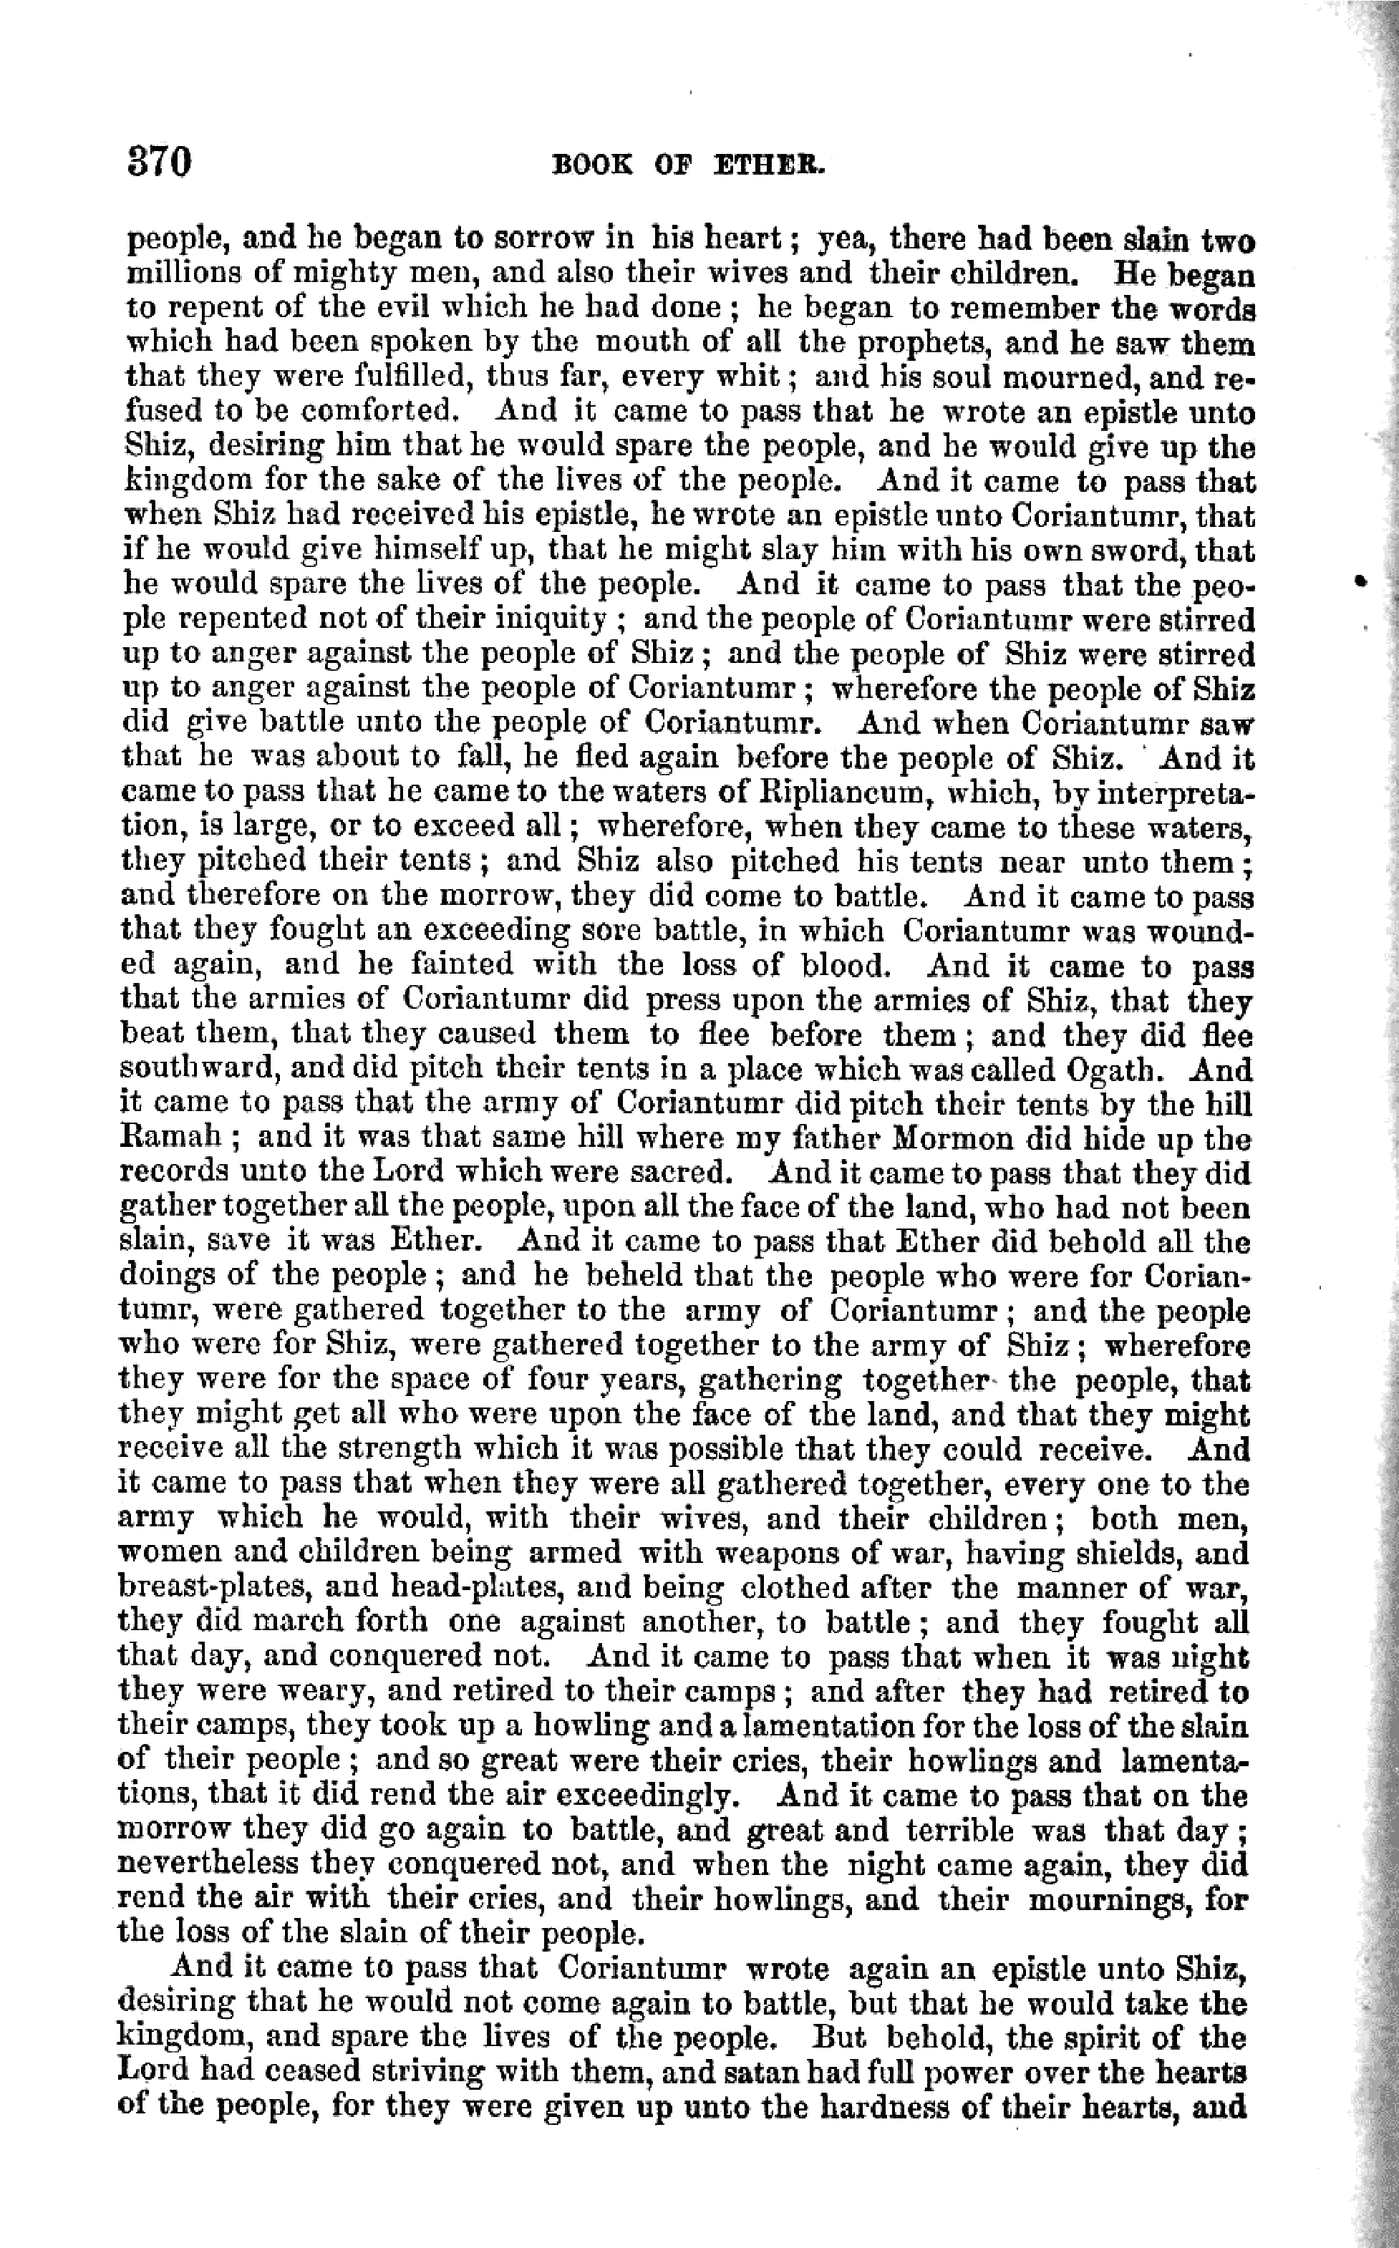 370 BOOK OF ETHER.
people, and he began to sorrow in his heart; yea, there had been slain two
millions of mighty men, and also their wives and their children. He began
to repent of the evil which he had done; he began to remember the words
which had been spoken by the mouth of all the prophets, and he saw them
that they were fulfilled, thus far, every whit; and his soul mourned, and re-
fused to be comforted. And it came to pass that he wrote an epistle unto
Shiz, desiring him that he would spare the people, and he would give up the
kingdom for the sake of the lives of the people. And it came to pass that
when Shiz had received his epistle, he wrote an epistle unto Coriantumr, that
if he would give himself up, that he might slay him with his own sword, that
he would spare the lives of the people. And it came to pass that the peo-
ple repented not of their iniquity; and the people of Coriantumr were stirred
up to anger against the people of Shiz; and the people of Shiz were stirred
up to anger against the people of Coriantumr; wherefore the people of Shiz
did give battle unto the people of Coriantumr. And when Coriantumr saw
that he was about to fall, he fled again before the people of Shiz. And it
came to pass that he came to the waters of Ripliancum, which, by interpreta-
tion, is large, or to exceed all; wherefore, when they came to these waters,
they pitched their tents; and Shiz also pitched his tents near unto them;
and therefore on the morrow, they did come to battle. And it came to pass
that they fought an exceeding sore battle, in which Coriantumr was wound-
ed again, and he fainted with the loss of blood. And it came to pass
that the armies of Coriantumr did press upon the armies of Shiz, that they
beat them, that they caused them to flee before them; and they did flee
southward, and did pitch their tents in a place which was called Ogath. And
it came to pass that the army of Coriantumr did pitch their tents by the hill
Ramah; and it was that same hill where my father Mormon did hide up the
records unto the Lord which were sacred. And it came to pass that they did
gather together all the people, upon all the face of the land, who had not been
slain, save it was Ether. And it came to pass that Ether did behold all the
doings of the people; and he beheld that the people who were for Corian-
tumr, were gathered together to the army of Coriantumr; and the people
who were for Shiz, were gathered together to the army of Shiz; wherefore
they were for the space of four years, gathering together the people, that
they might get all who were upon the face of the land, and that they might
receive all the strength which it was possible that they could receive. And
it came to pass that when they were all gathered together, every one to the
army which he would, with their wives, and their children; both men,
women and children being armed with weapons of war, having shields, and
breast-plates, and head-plates, and being clothed after the manner of war,
they did march forth one against another, to battle; and they fought all
that day, and conquered not. And it came to pass that when it was night
they were weary, and retired to their camps; and after they had retired to
their camps, they took up a howling and a lamentation for the loss of the slain
of their people; and so great were their cries, their howlings and lamenta-
tions, that it did rend the air exceedingly. And it came to pass that on the
morrow they did go again to battle, and great and terrible was that day;
nevertheless they conquered not, and when the night came again, they did
rend the air with their cries, and their howlings, and their mournings, for
the loss of the slain of their people.
And it came to pass that Coriantumr wrote again an epistle unto Shiz,
desiring that he would not come again to battle, but that he would take the
kingdom, and spare the lives of the people. But behold, the spirit of the
Lord had ceased striving with them, and satan had full power over the hearts
of the people, for they were given up unto the hardness of their hearts, and